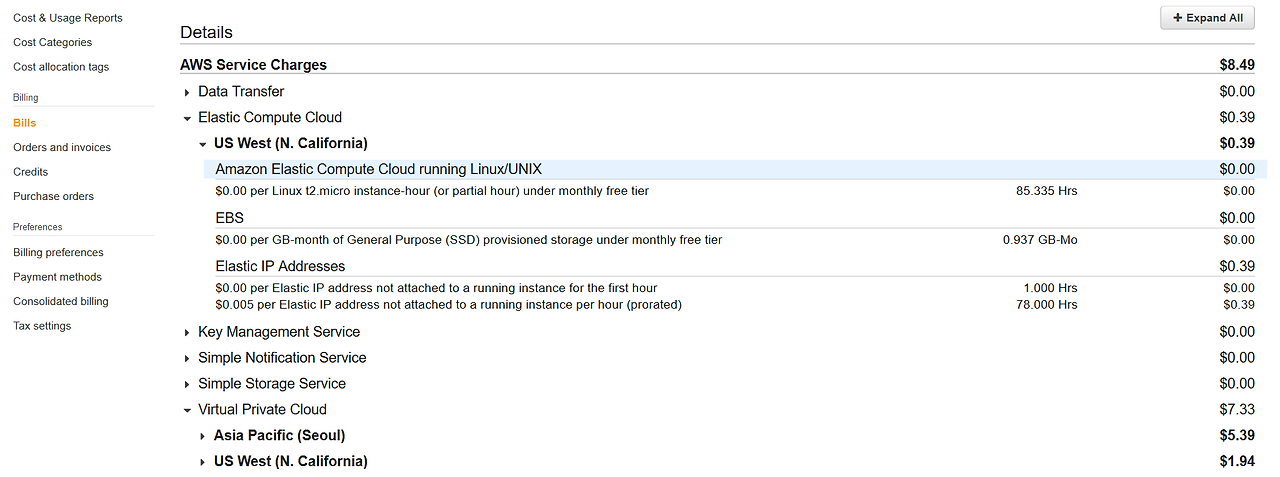 Cost & Usage Reports
Cost Categories
Cost allocation tags
Billing
Bills
Orders and invoices
Credits
Purchase orders
Preferences
Billing preferences
Payment methods
Consolidated billing
Tax settings
+ Expand All
Details
AWS Service Charges $8.49
Data Transfer $0.00
Elastic Compute Cloud $0.39
US West (N. California) $0.39
Amazon Elastic Compute Cloud running Linux/UNIX $0.00
$0.00 per Linux t2.micro instance-hour (or partial hour) under monthly free tier 85.335 Hrs $0.00
EBS $0.00
$0.00 per GB-month of General Purpose (SSD) provisioned storage under monthly free tier 0.937 GB-Mo $0.00
Elastic IP Addresses $0.39
$0.00 per Elastic IP address not attached to a running instance for the first hour 1.000 Hrs $0.00
$0.005 per Elastic IP address not attached to a running instance per hour (prorated) 78.000 Hrs $0.39
Key Management Service $0.00
Simple Notification Service $0.00
Simple Storage Service $0.00
Virtual Private Cloud $7.33
Asia Pacific (Seoul) $5.39
US West (N. California) $1.94